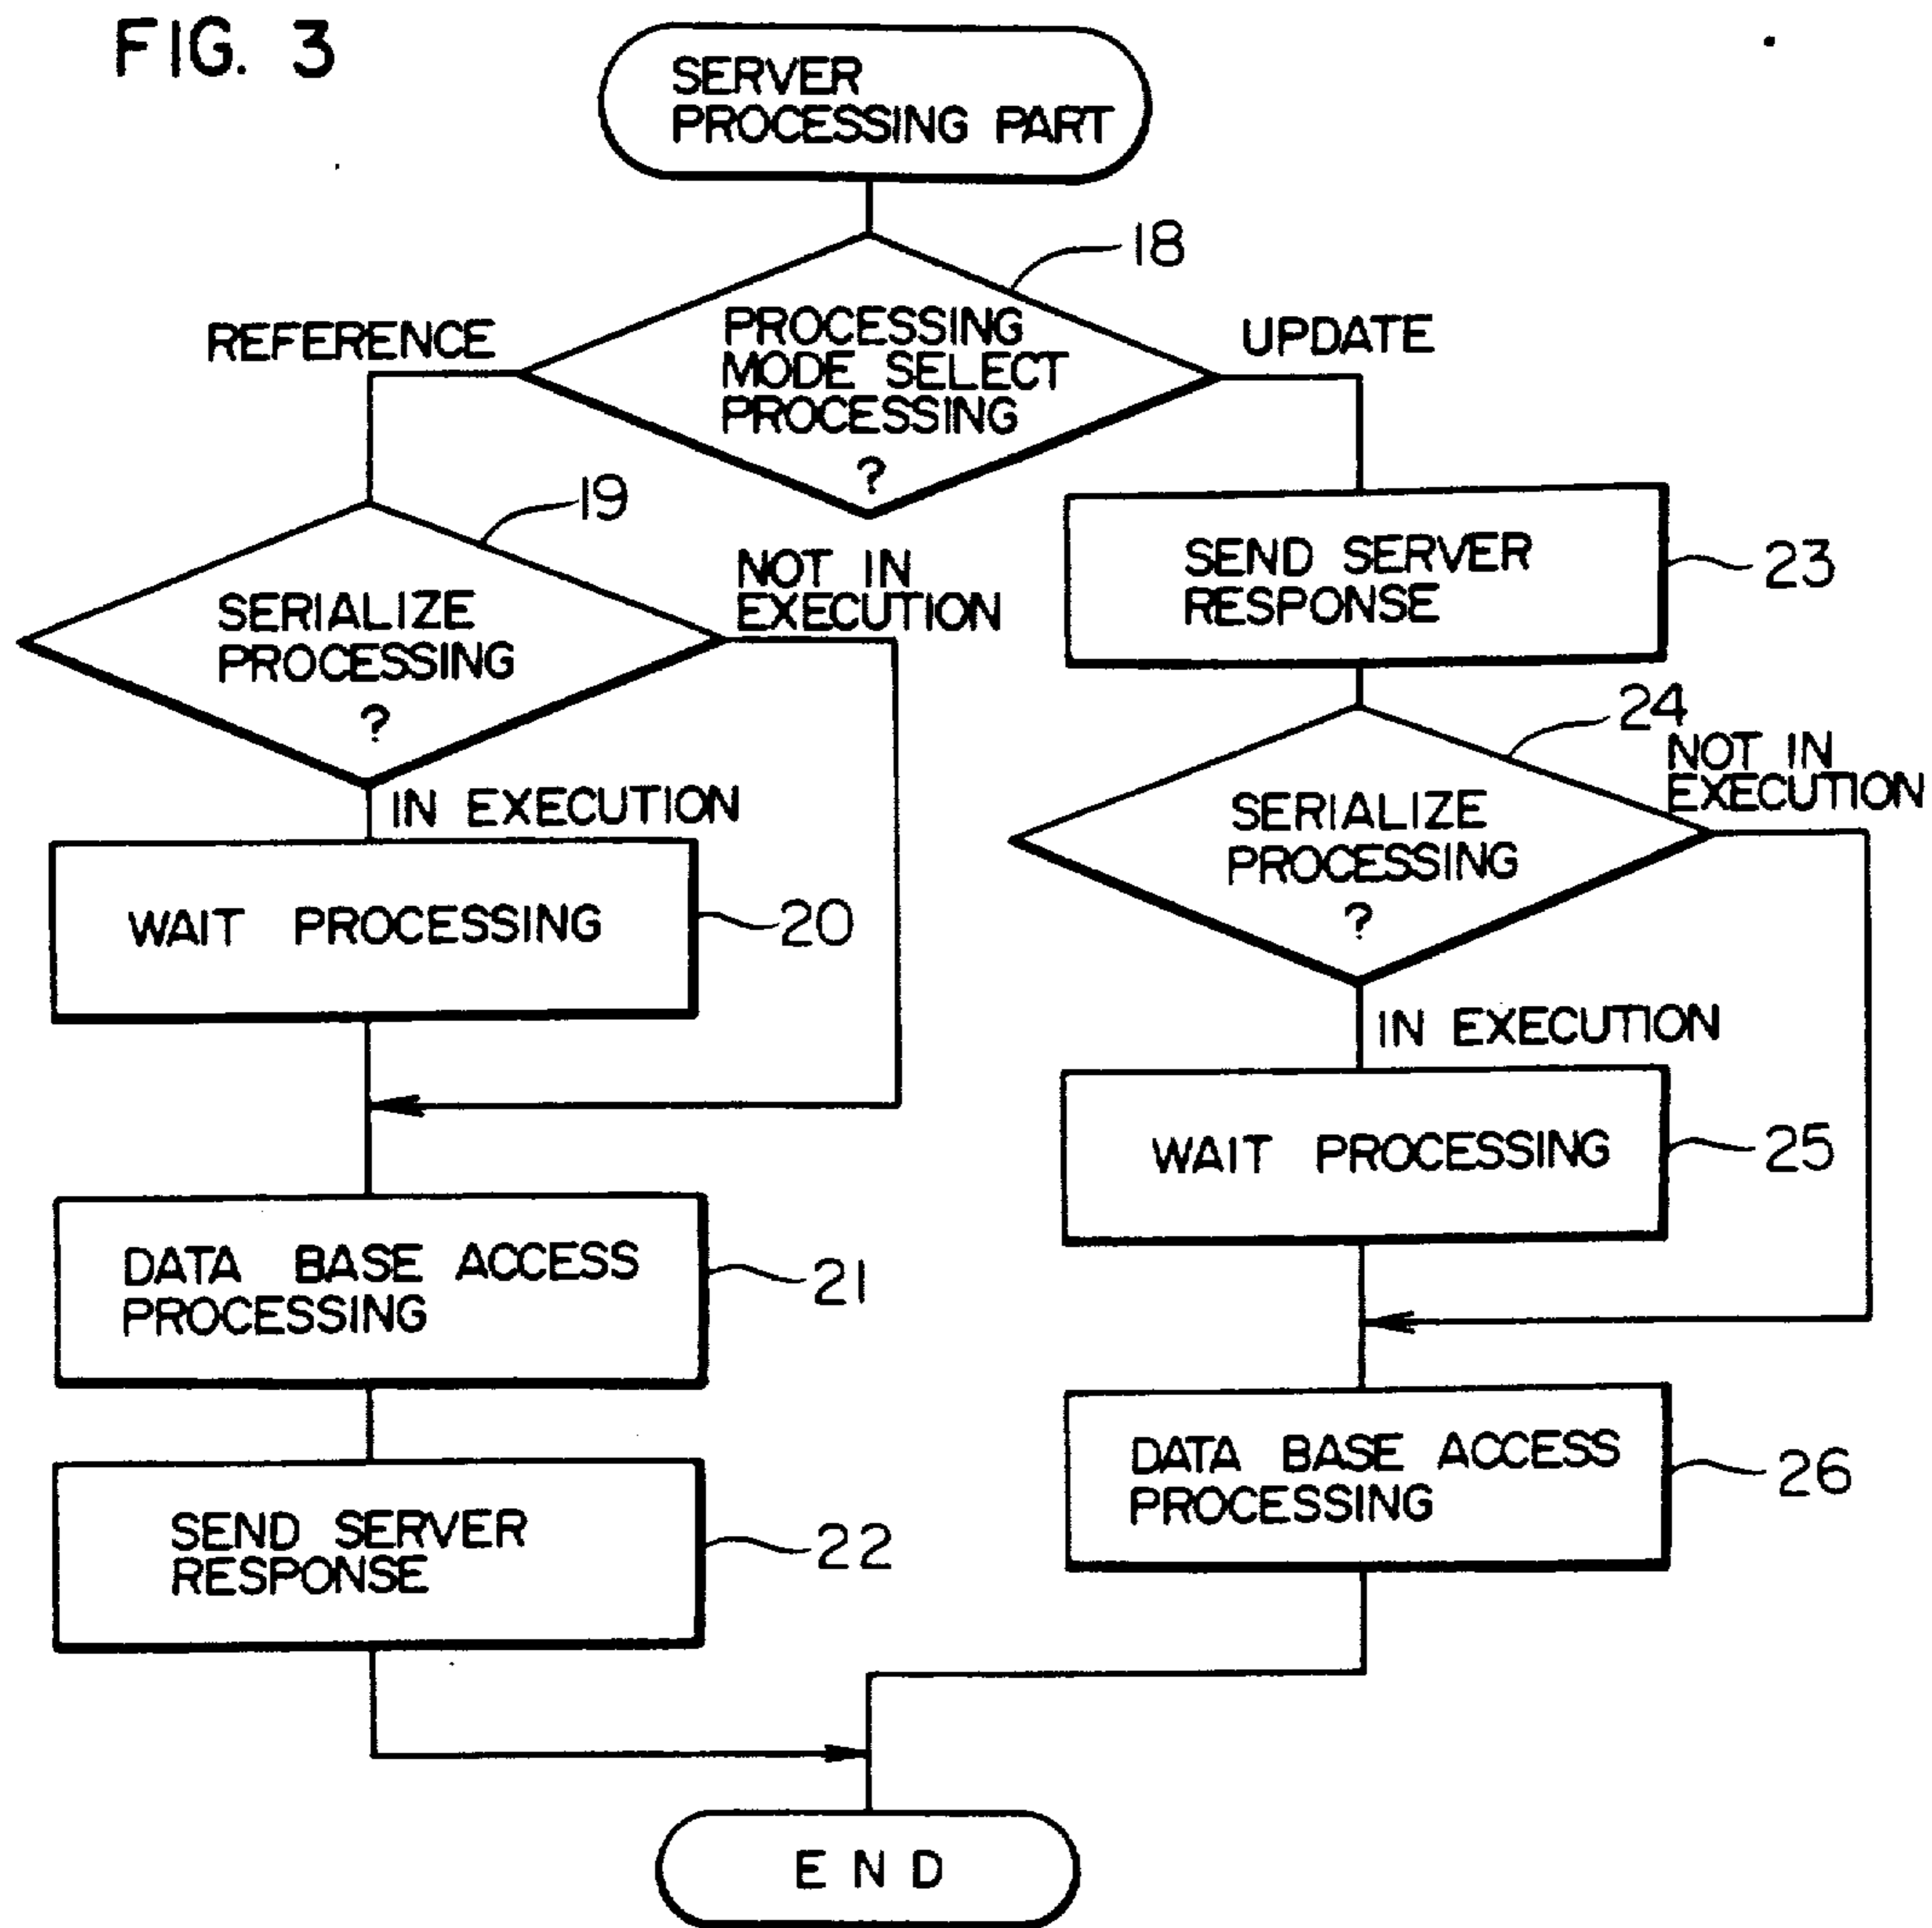 FIG. 3
SERVER
PROCESSING PART
18
PROCESSING
MODE SELECT
PROCESSING
?
REFERENCE
UPDATE
19
SERIALIZE
PROCESSING
?
NOT IN
EXECUTION
IN EXECUTION
WAIT PROCESSING
20
DATA BASE ACCESS
PROCESSING
21
SEND SERVER
RESPONSE
22
SEND SERVER
RESPONSE
23
24
SERIALIZE
PROCESSING
?
NOT IN
EXECUTION
IN EXECUTION
WAIT PROCESSING
25
DATA BASE ACCESS
PROCESSING
26
END